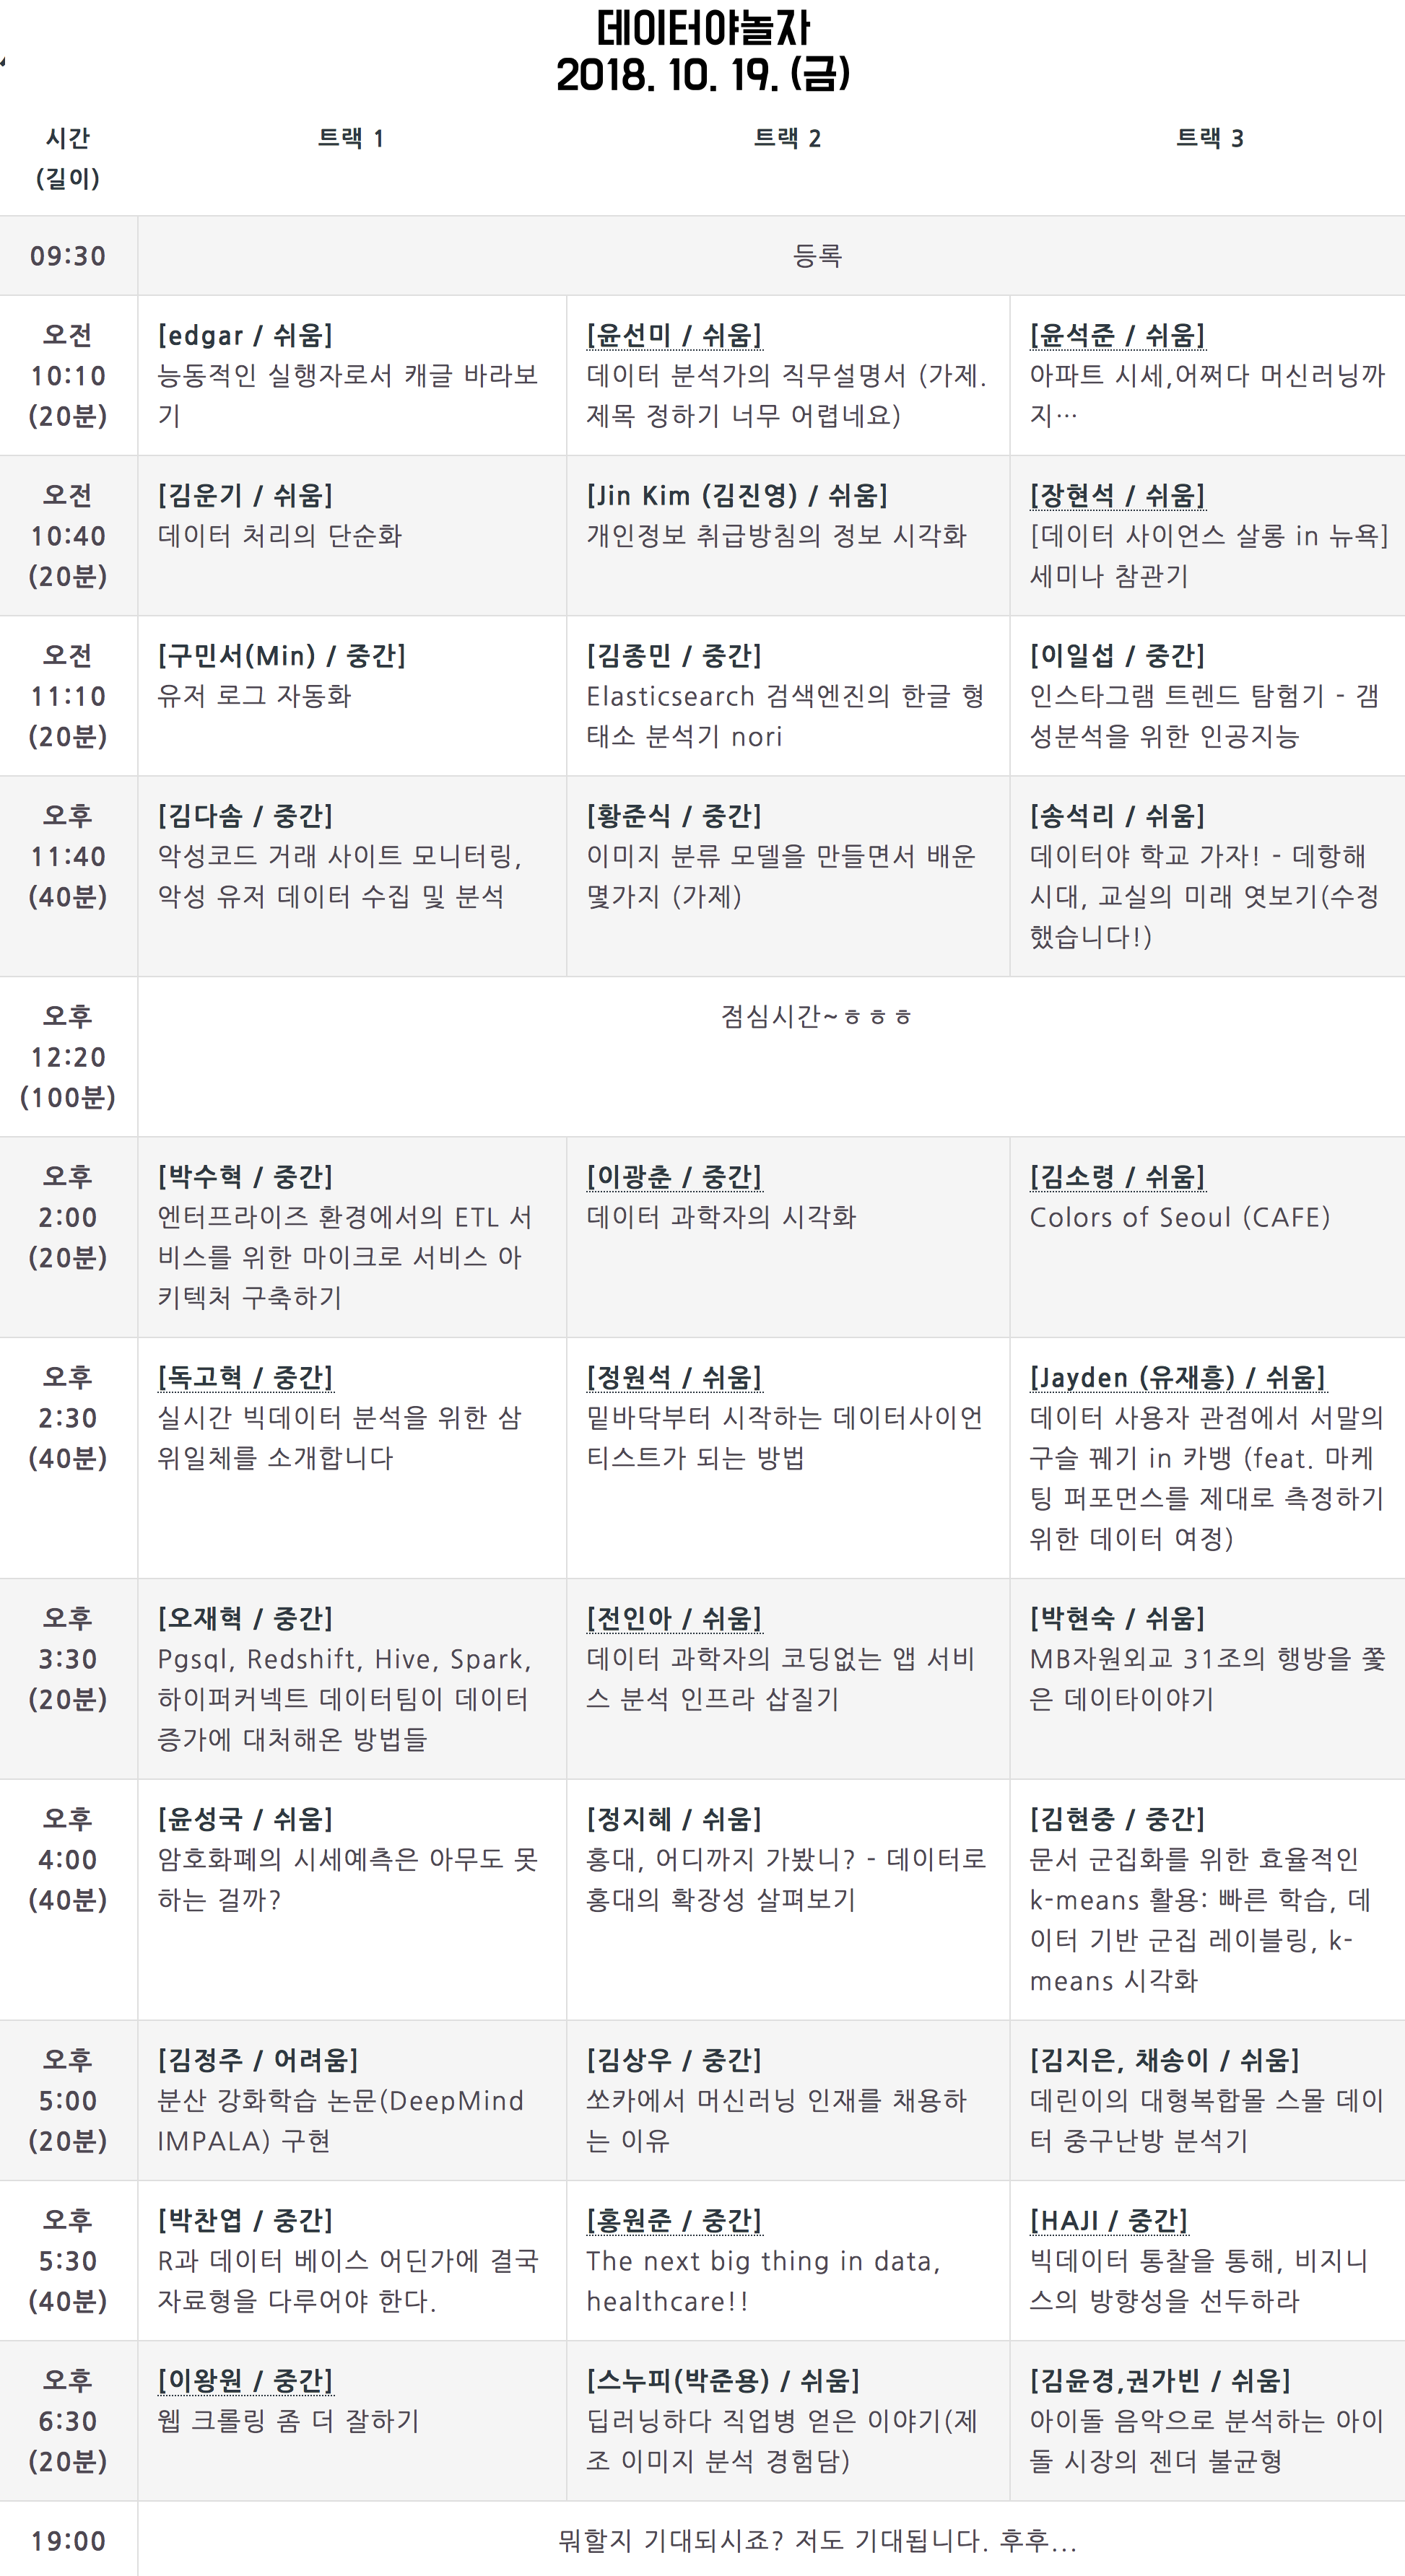 데이터야놀자
2018. 10. 19. (금)
시간
(길이)
트랙 1
트랙 2
트랙 3
09:30
등록
오전
10:10
(20분)
[edgar / 쉬움]
능동적인 실행자로서 캐글 바라보
기
[윤선미 / 쉬움]
데이터 분석가의 직무설명서 (가제.
제목 정하기 너무 어렵네요)
[윤석준 / 쉬움]
아파트 시세,어쩌다 머신러닝까
지…
오전
10:40
(20분)
[김운기 / 쉬움]
데이터 처리의 단순화
[Jin Kim (김진영) / 쉬움]
개인정보 취급방침의 정보 시각화
[장현석 / 쉬움]
[데이터 사이언스 살롱 in 뉴욕]
세미나 참관기
오전
11:10
(20분)
[구민서(Min) / 중간]
유저 로그 자동화
[김종민 / 중간]
Elasticsearch 검색엔진의 한글 형
태소 분석기 nori
[이일섭 / 중간]
인스타그램 트렌드 탐험기 - 갬
성분석을 위한 인공지능
오후
11:40
(40분)
[김다솜 / 중간]
악성코드 거래 사이트 모니터링,
악성 유저 데이터 수집 및 분석
[황준식 / 중간]
이미지 분류 모델을 만들면서 배운
몇가지 (가제)
[송석리 / 쉬움]
데이터야 학교 가자! - 데항해
시대, 교실의 미래 엿보기(수정
했습니다!)
오후
12:20
(100분)
점심시간~ㅎㅎㅎ
오후
2:00
(20분)
[박수혁 / 중간]
엔터프라이즈 환경에서의 ETL 서
비스를 위한 마이크로 서비스 아
키텍처 구축하기
[이광춘 / 중간]
데이터 과학자의 시각화
[김소령 / 쉬움]
Colors of Seoul (CAFE)
오후
2:30
(40분)
[독고혁 / 중간]
실시간 빅데이터 분석을 위한 삼
위일체를 소개합니다
[정원석 / 쉬움]
밑바닥부터 시작하는 데이터사이언
티스트가 되는 방법
[Jayden (유재흥) / 쉬움]
데이터 사용자 관점에서 서말의
구슬 꿰기 in 카뱅 (feat. 마케
팅 퍼포먼스를 제대로 측정하기
위한 데이터 여정)
오후
3:30
(20분)
[오재혁 / 중간]
Pgsql, Redshift, Hive, Spark,
하이퍼커넥트 데이터팀이 데이터
증가에 대처해온 방법들
[전인아 / 쉬움]
데이터 과학자의 코딩없는 앱 서비
스 분석 인프라 삽질기
[박현숙 / 쉬움]
MB자원외교 31조의 행방을 쫓
은 데이타이야기
오후
4:00
(40분)
[윤성국 / 쉬움]
암호화폐의 시세예측은 아무도 못
하는 걸까?
[정지혜 / 쉬움]
홍대, 어디까지 가봤니? - 데이터로
홍대의 확장성 살펴보기
[김현중 / 중간]
문서 군집화를 위한 효율적인
k-means 활용: 빠른 학습, 데
이터 기반 군집 레이블링, k-
means 시각화
오후
5:00
(20분)
[김정주 / 어려움]
분산 강화학습 논문(DeepMind
IMPALA) 구현
[김상우 / 중간]
쏘카에서 머신러닝 인재를 채용하
는 이유
[김지은, 채송이 / 쉬움]
데린이의 대형복합몰 스몰 데이
터 중구난방 분석기
오후
5:30
(40분)
[박찬엽 / 중간]
R과 데이터 베이스 어딘가에 결국
자료형을 다루어야 한다.
[홍원준 / 중간]
The next big thing in data,
healthcare!!
[HAJI / 중간]
빅데이터 통찰을 통해, 비지니
스의 방향성을 선두하라
오후
6:30
(20분)
[이왕원 / 중간]
웹 크롤링 좀 더 잘하기
[스누피(박준용) / 쉬움]
딥러닝하다 직업병 얻은 이야기(제
조 이미지 분석 경험담)
[김윤경,권가빈 / 쉬움]
아이돌 음악으로 분석하는 아이
돌 시장의 젠더 불균형
19:00
뭐할지 기대되시죠? 저도 기대됩니다. 후후...